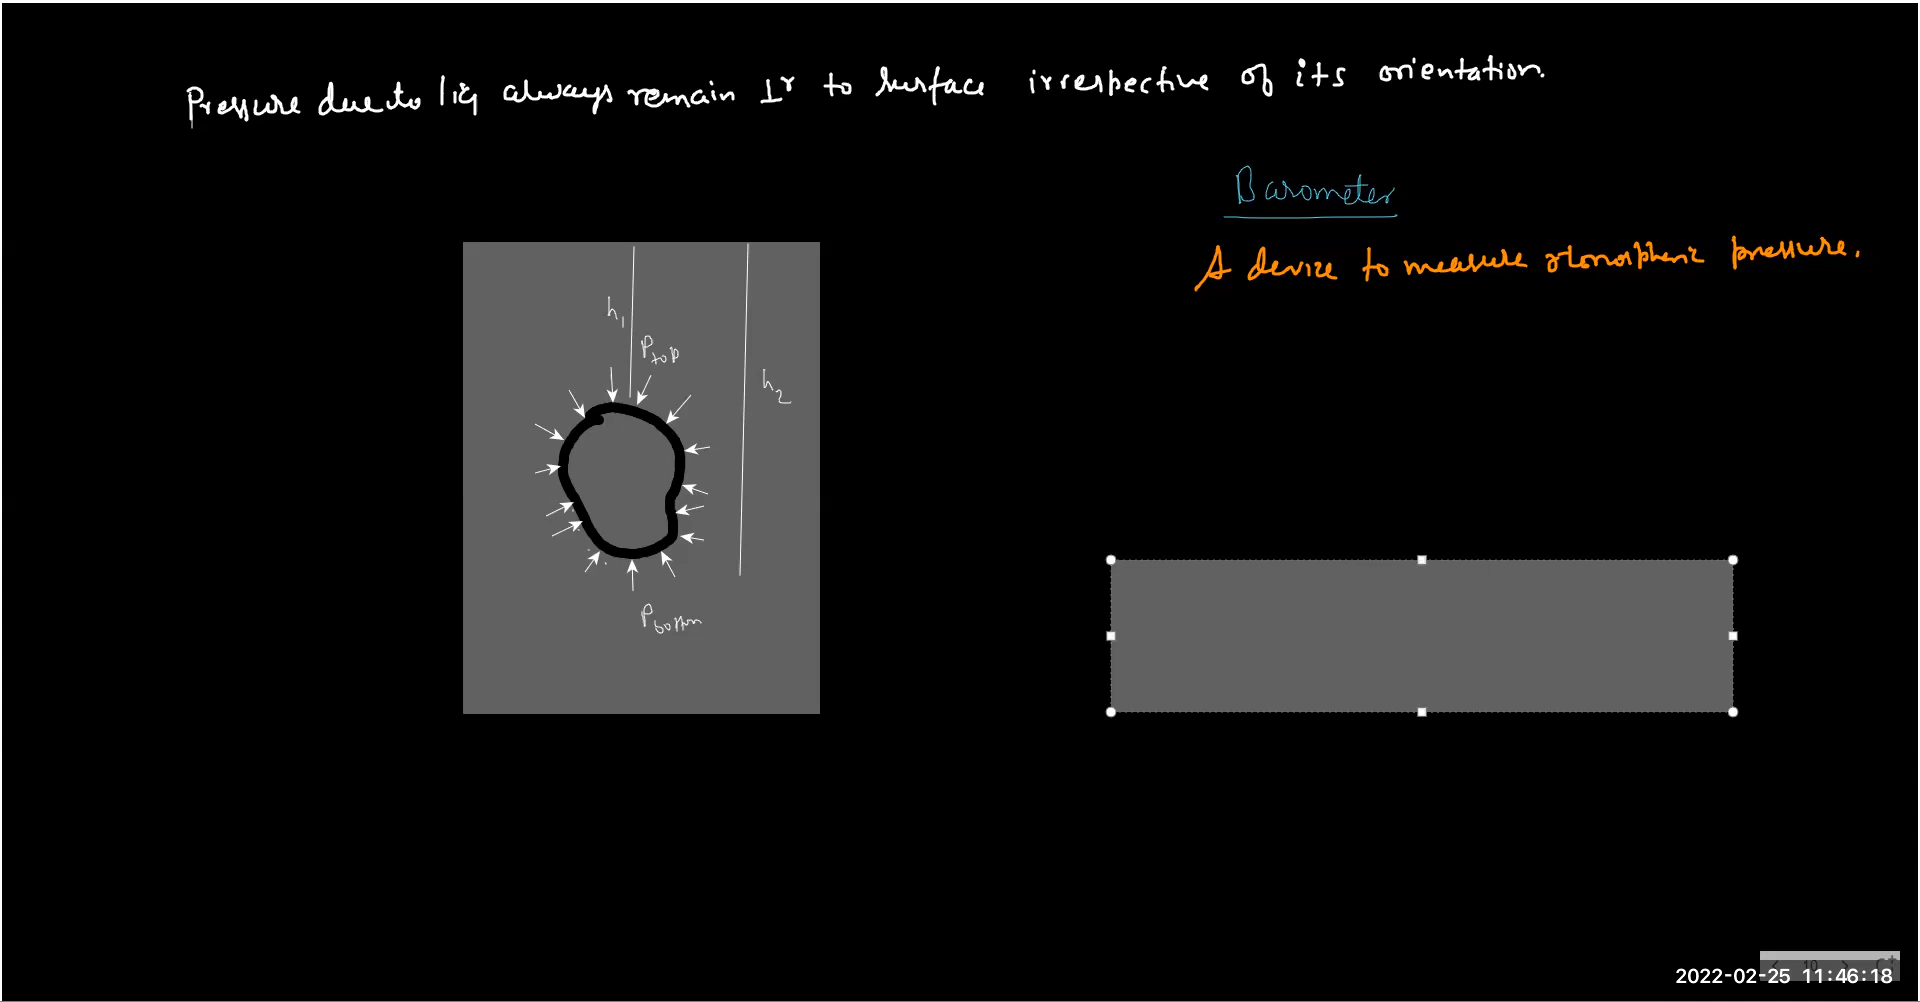 Pressure due to liq always remain ⊥r to surface irrespective of its orientation.
Barometer
A device to measure atmospheric pressure.
h1
Ptop
h2
Pbottom
10
2022-02-25 11:46:18